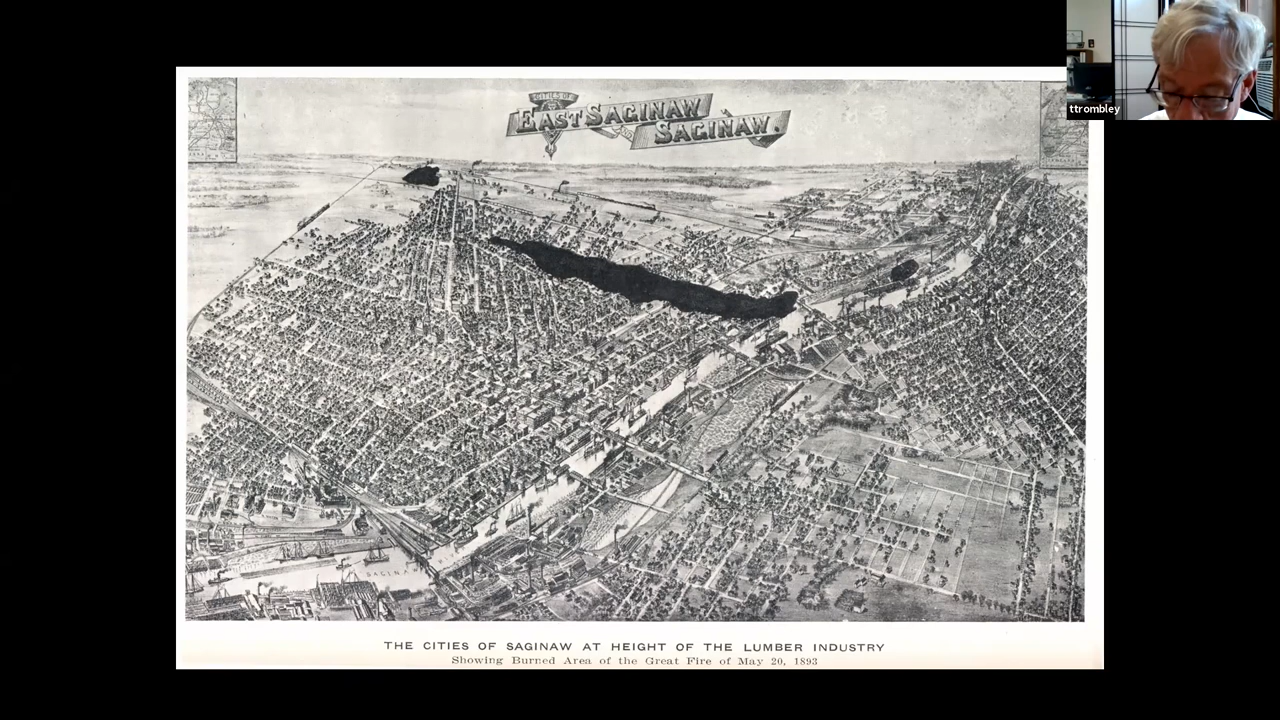 CITIES OF
EAST SAGINAW
SAGINAW.
ttrombley
SAGINA
THE CITIES OF SAGINAW AT HEIGHT OF THE LUMBER INDUSTRY
Showing Burned Area of the Great Fire of May 20, 1893